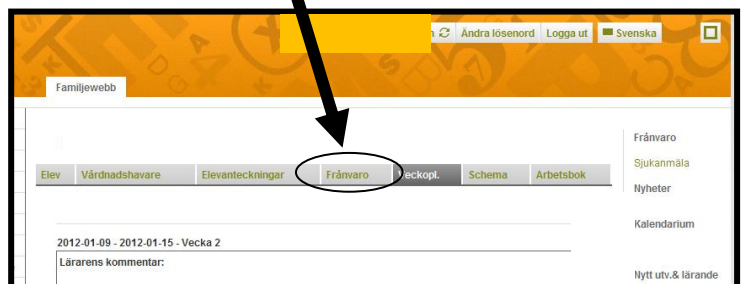 Ändra lösenord Logga ut Svenska
Familjewebb
Elev Vårdnadshavare Elevanteckningar Frånvaro Veckopl. Schema Arbetsbok
2012-01-09 - 2012-01-15 - Vecka 2
Lärarens kommentar:
Frånvaro
Sjukanmäla
Nyheter
Kalendarium
Nytt utv.& lärande